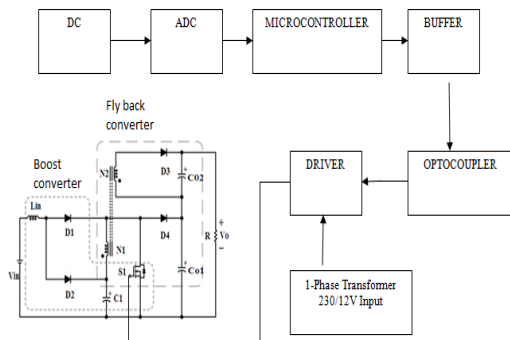 DC
ADC
MICROCONTROLLER
BUFFER
Fly back
converter
N2
D3
C02
Boost
converter
DRIVER
OPTOCOUPLER
Lin
D1
N1
D4
R
+
Vo
−
Vin
S1
D2
C1
Co1
1-Phase Transformer
230/12V Input